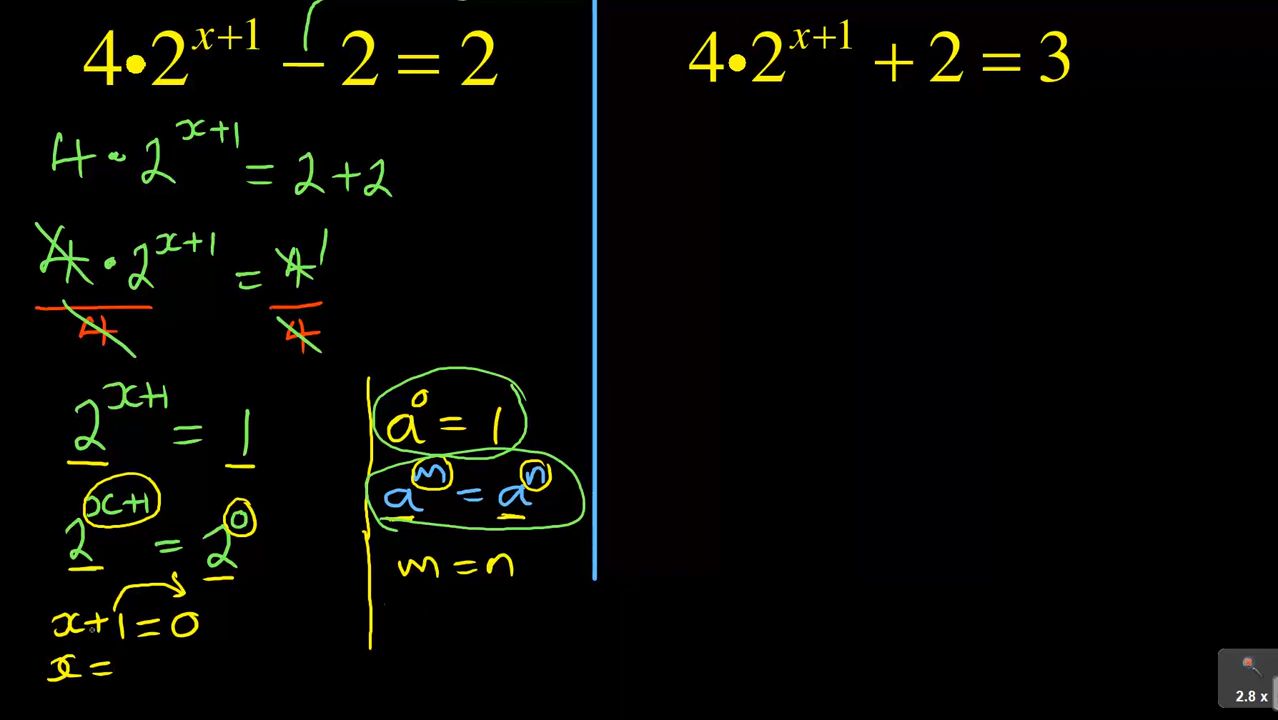 4•2^{x+1} − 2 = 2
4 · 2^{x+1} = 2 + 2
4 · 2^{x+1} = 4 1
4 4
2^{x+1} = 1
2^{x+1} = 2^0
x + 1 = 0
x =
a^0 = 1
a^m = a^n
m = n
4•2^{x+1} + 2 = 3
2.8 x